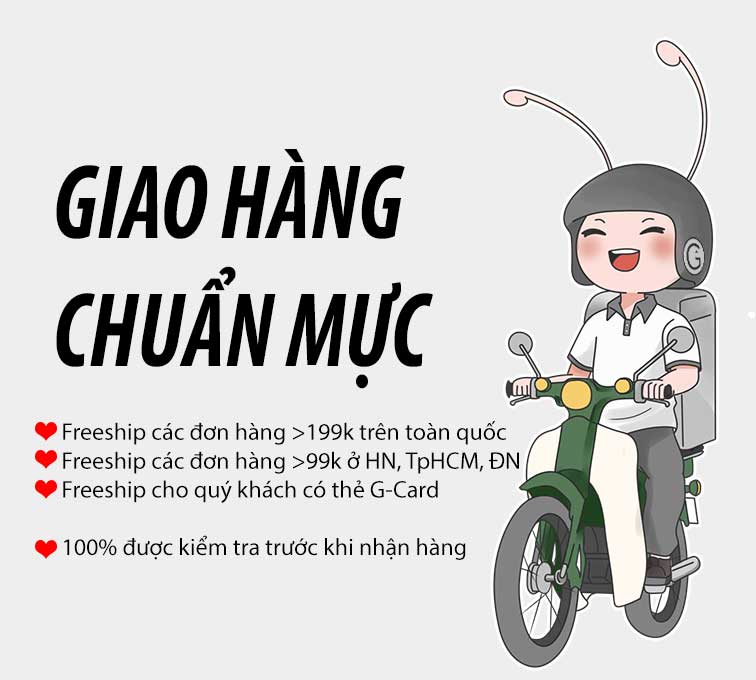 GIAO HÀNG
CHUẨN MỰC
Freeship các đơn hàng >199k trên toàn quốc
Freeship các đơn hàng >99k ở HN, TpHCM, ĐN
Freeship cho quý khách có thẻ G-Card
100% được kiểm tra trước khi nhận hàng
G